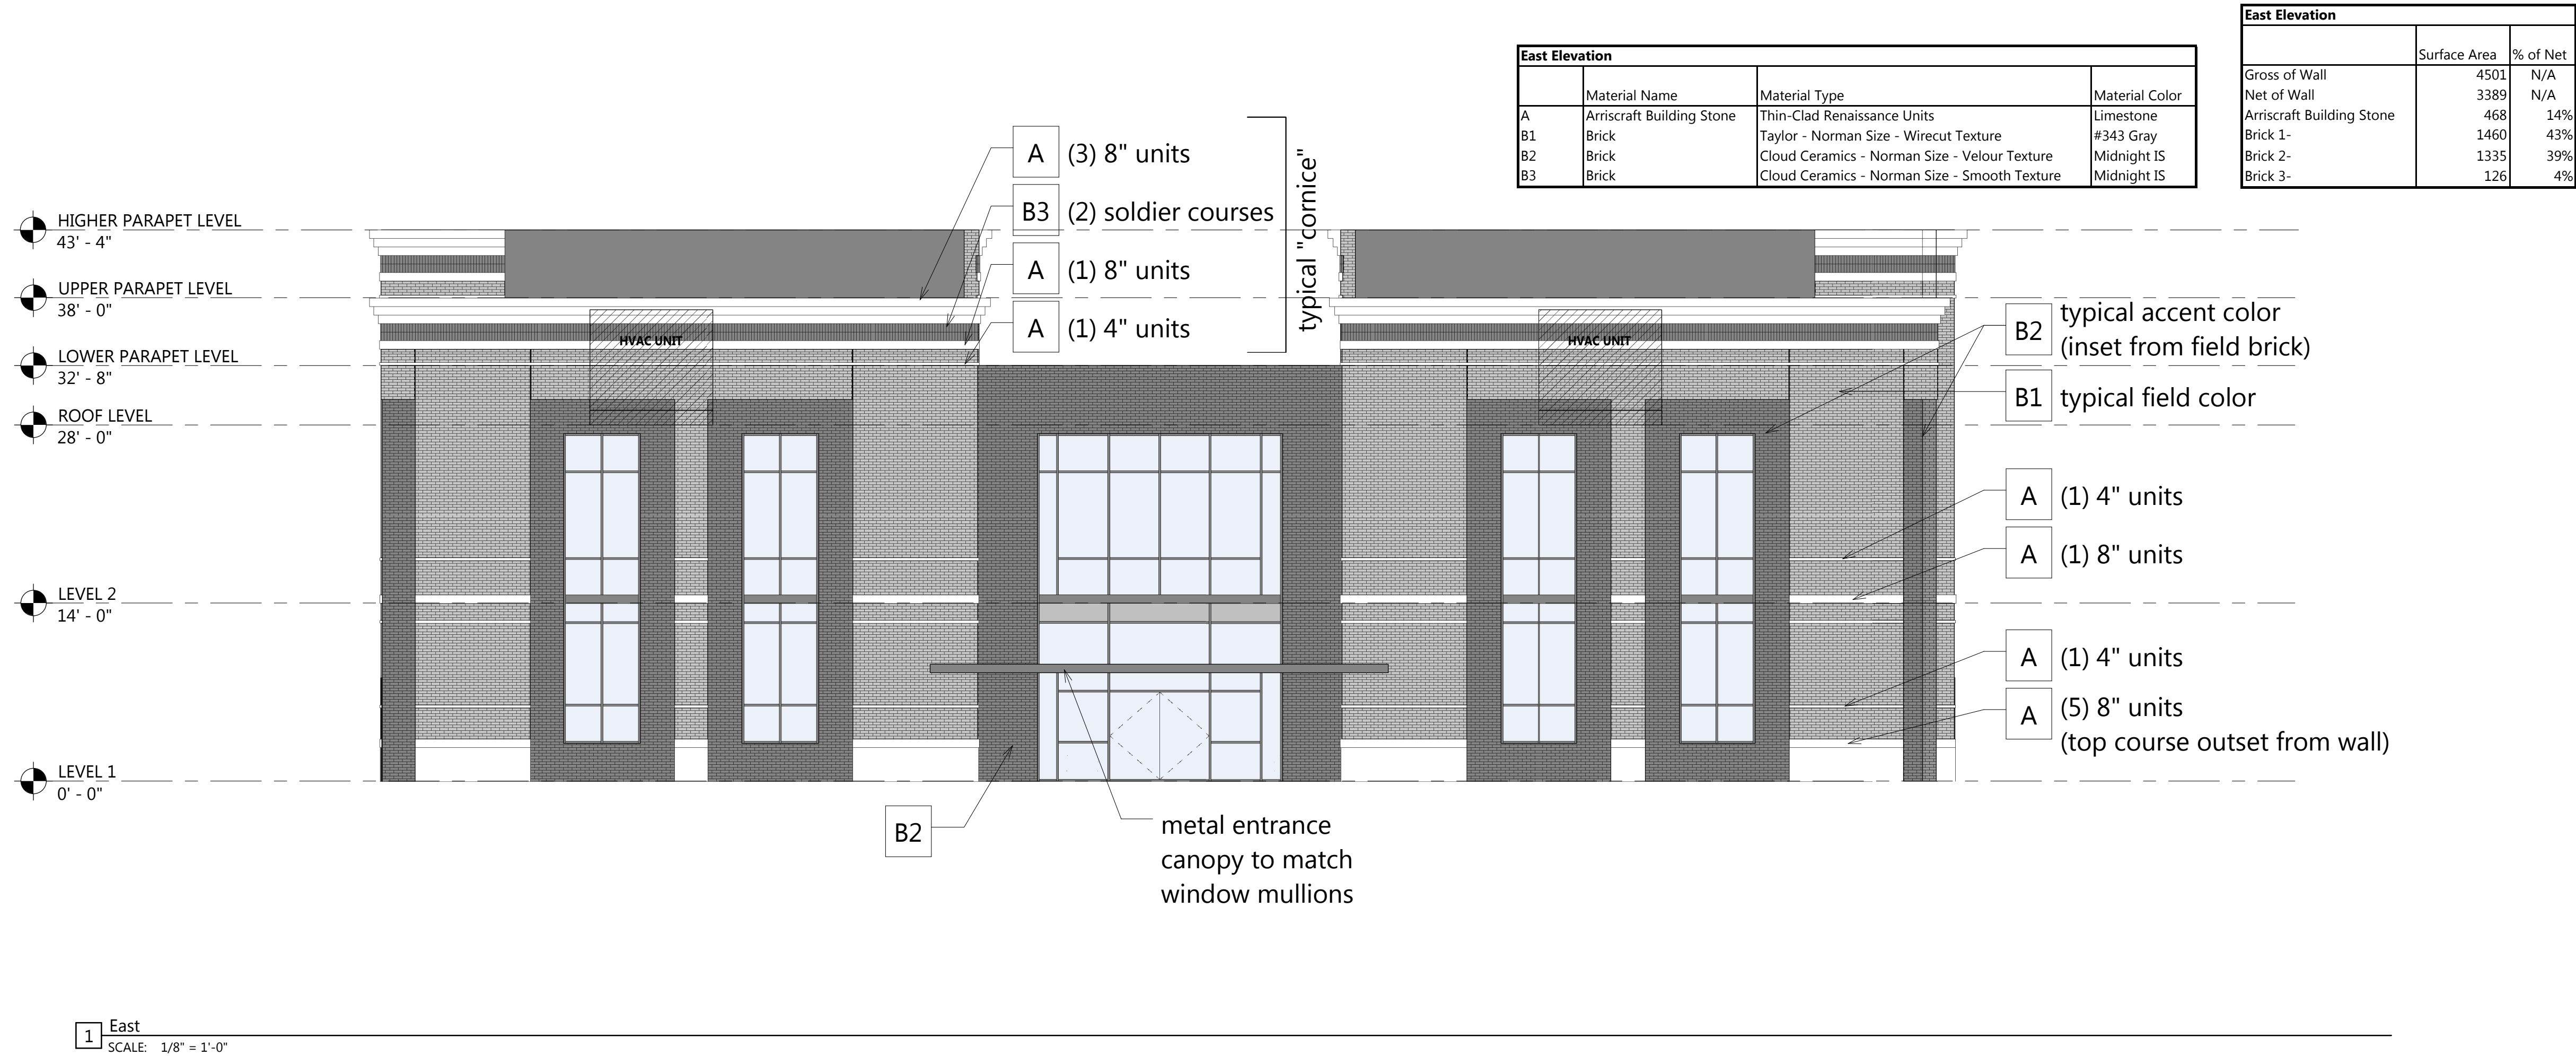 East Elevation
Surface Area % of Net
Gross of Wall 4501 N/A
Net of Wall 3389 N/A
Arriscraft Building Stone 468 14%
Brick 1- 1460 43%
Brick 2- 1335 39%
Brick 3- 126 4%
East Elevation
Material Name Material Type Material Color
A Arriscraft Building Stone Thin-Clad Renaissance Units Limestone
B1 Brick Taylor - Norman Size - Wirecut Texture #343 Gray
B2 Brick Cloud Ceramics - Norman Size - Velour Texture Midnight IS
B3 Brick Cloud Ceramics - Norman Size - Smooth Texture Midnight IS
A (3) 8" units
B3 (2) soldier courses
A (1) 8" units
A (1) 4" units
typical "cornice"
HIGHER PARAPET LEVEL
43' - 4"
UPPER PARAPET LEVEL
38' - 0"
LOWER PARAPET LEVEL
32' - 8"
ROOF LEVEL
28' - 0"
LEVEL 2
14' - 0"
LEVEL 1
0' - 0"
HVAC UNIT
HVAC UNIT
B2 typical accent color
(inset from field brick)
B1 typical field color
A (1) 4" units
A (1) 8" units
A (1) 4" units
A (5) 8" units
(top course outset from wall)
B2
metal entrance
canopy to match
window mullions
1 East
SCALE: 1/8" = 1'-0"